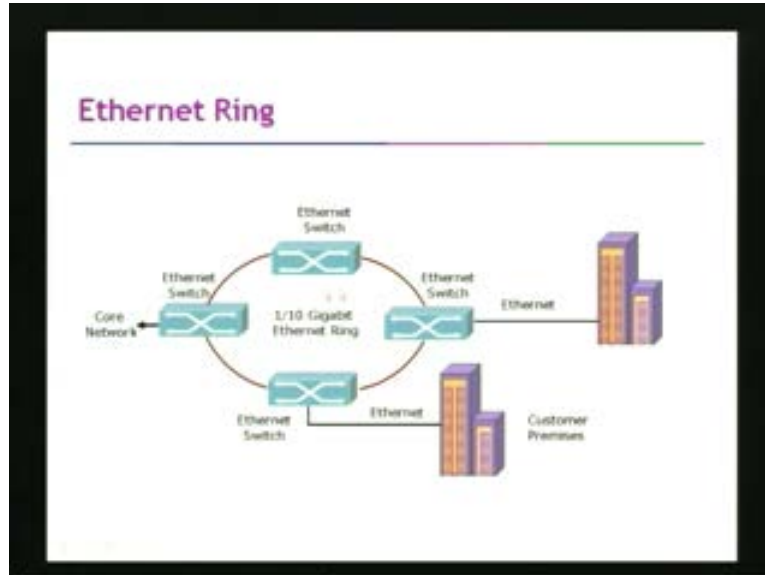 Ethernet Ring
Ethernet
Switch
Ethernet
Switch
Ethernet
Switch
Core
Network
1/10 Gigabit
Ethernet Ring
Ethernet
Ethernet
Switch
Ethernet
Customer
Premises